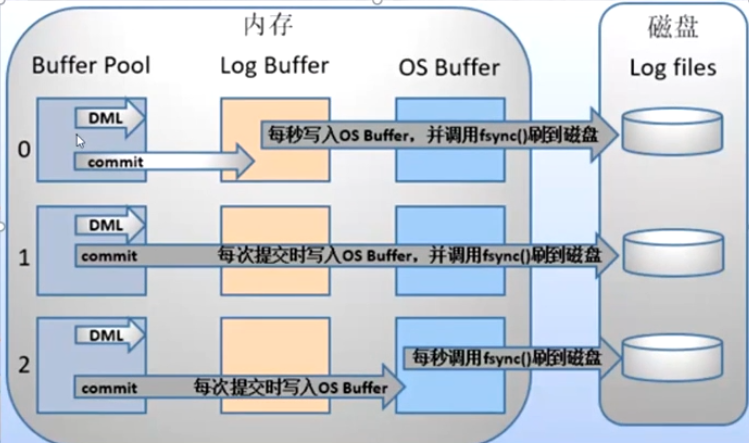 内存
磁盘
Buffer Pool
Log Buffer
OS Buffer
Log files
0
DML
commit
每秒写入OS Buffer，并调用fsync()刷到磁盘
1
DML
commit
每次提交时写入OS Buffer，并调用fsync()刷到磁盘
2
DML
每秒调用fsync()刷到磁盘
commit
每次提交时写入OS Buffer